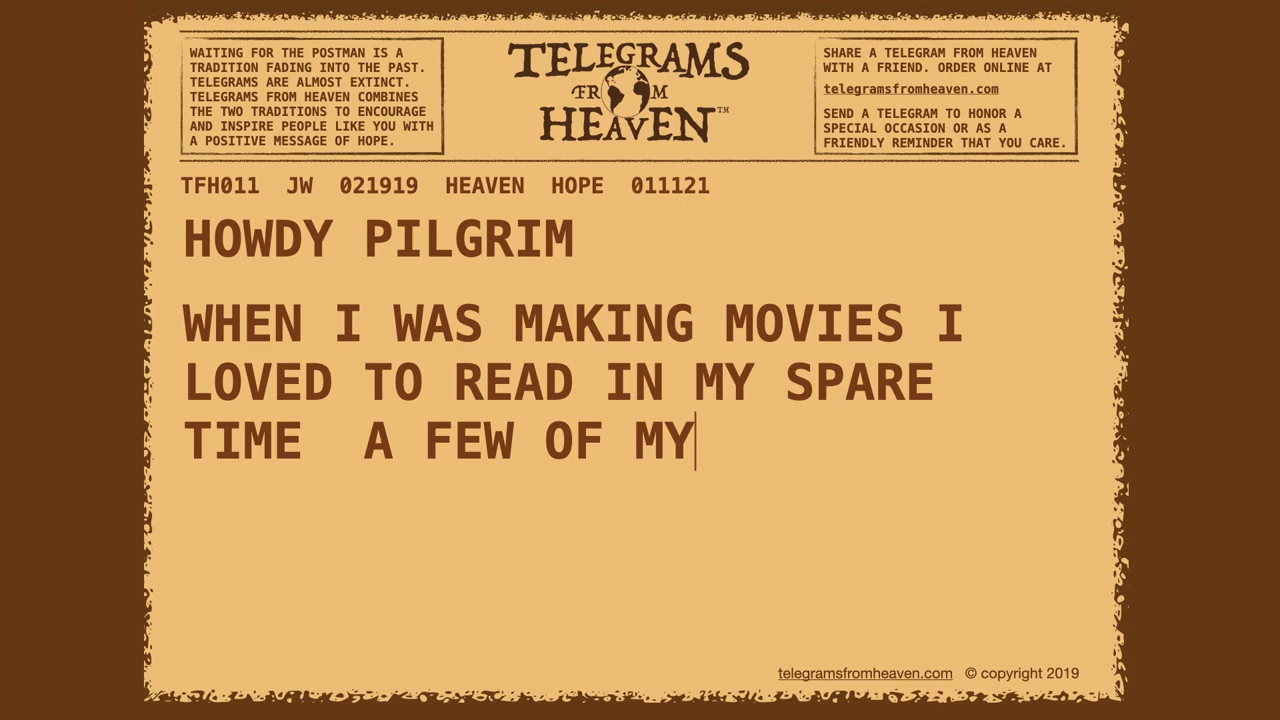 WAITING FOR THE POSTMAN IS A
TRADITION FADING INTO THE PAST.
TELEGRAMS ARE ALMOST EXTINCT.
TELEGRAMS FROM HEAVEN COMBINES
THE TWO TRADITIONS TO ENCOURAGE
AND INSPIRE PEOPLE LIKE YOU WITH
A POSITIVE MESSAGE OF HOPE.
TELEGRAMS
FROM
HEAVEN™
SHARE A TELEGRAM FROM HEAVEN
WITH A FRIEND. ORDER ONLINE AT
telegramsfromheaven.com
SEND A TELEGRAM TO HONOR A
SPECIAL OCCASION OR AS A
FRIENDLY REMINDER THAT YOU CARE.
TFH011 JW 021919 HEAVEN HOPE 011121
HOWDY PILGRIM
WHEN I WAS MAKING MOVIES I
LOVED TO READ IN MY SPARE
TIME  A FEW OF MY
telegramsfromheaven.com © copyright 2019